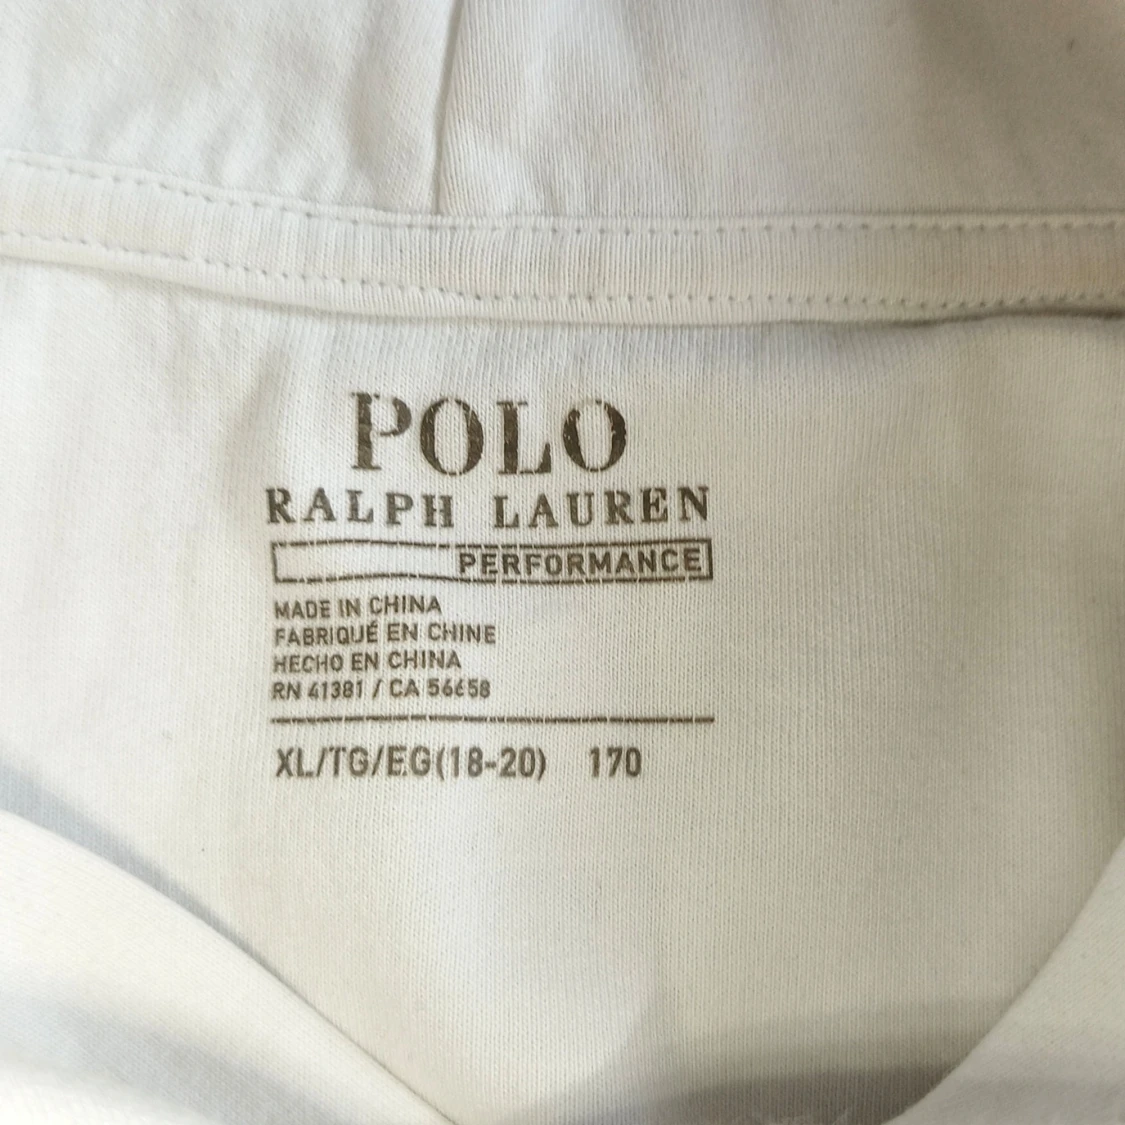 POLO
RALPH LAUREN
PERFORMANCE
MADE IN CHINA
FABRIQUÉ EN CHINE
HECHO EN CHINA
RN 41381 / CA 56658
XL/TG/EG(18-20) 170